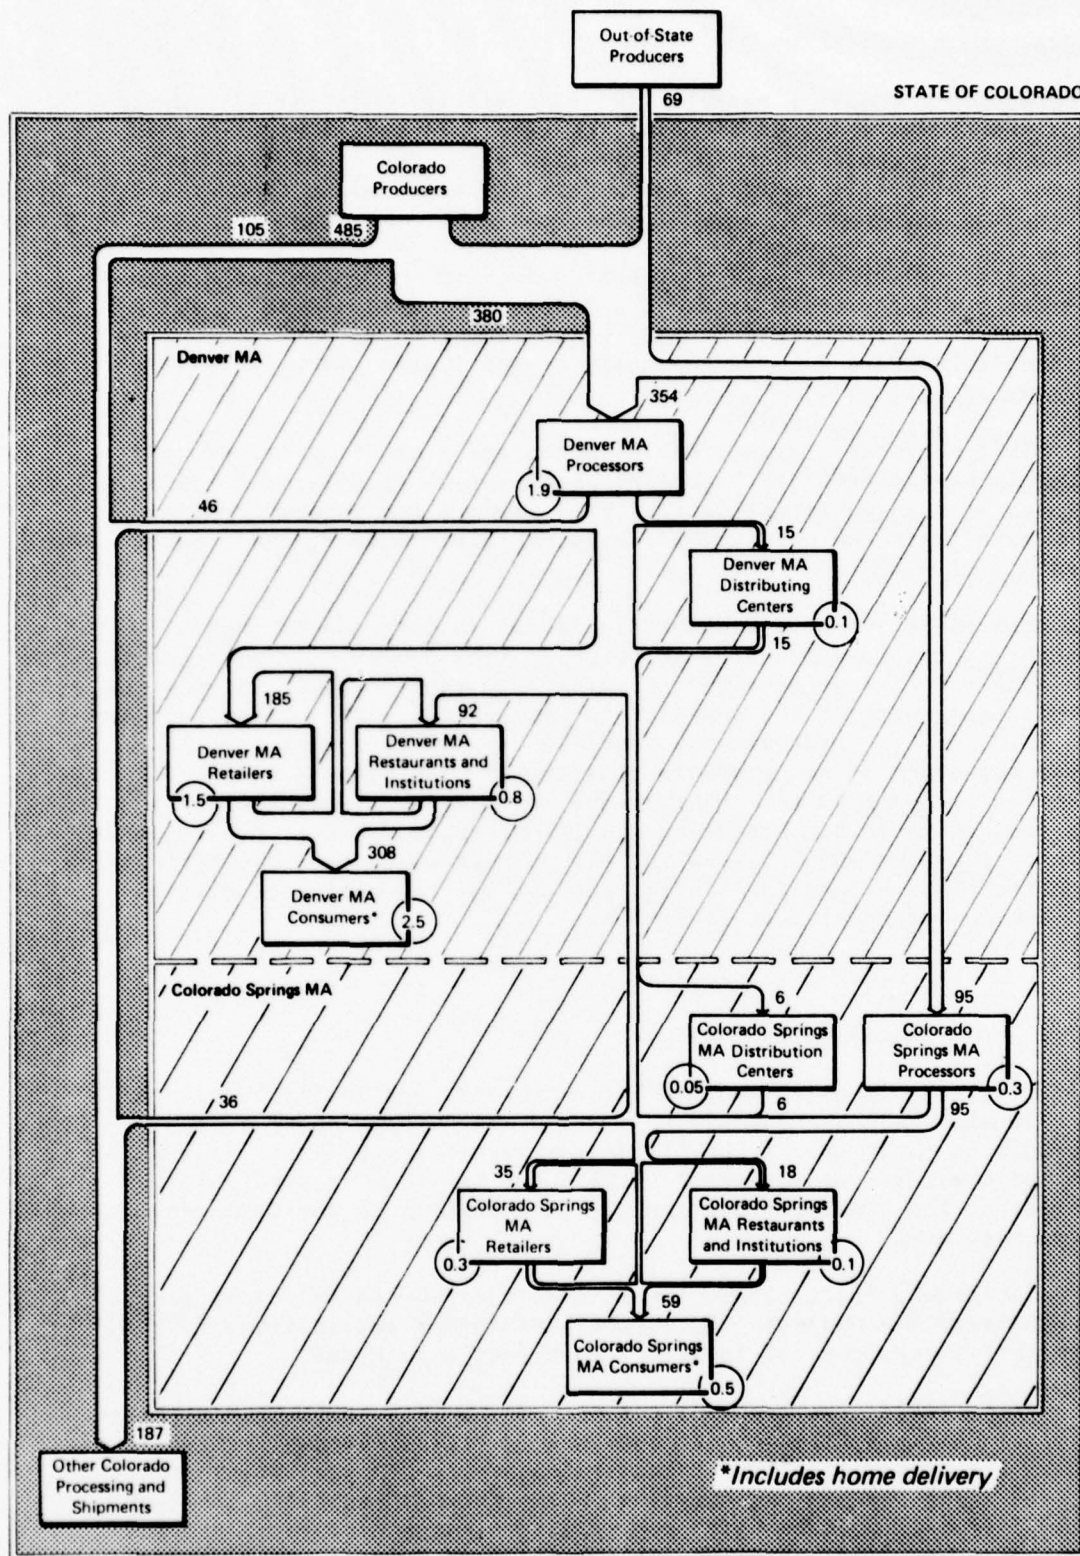 Out-of-State
Producers
69
STATE OF COLORADO
Colorado
Producers
105
485
380
Denver MA
354
Denver MA
Processors
1.9
46
15
Denver MA
Distributing
Centers
0.1
15
185
92
Denver MA
Retailers
1.5
Denver MA
Restaurants and
Institutions
0.8
308
Denver MA
Consumers*
2.5
Colorado Springs MA
6
95
Colorado Springs
MA Distribution
Centers
0.05
Colorado
Springs MA
Processors
0.3
6
95
36
35
18
Colorado Springs
MA
Retailers
0.3
Colorado Springs
MA Restaurants
and Institutions
0.1
59
Colorado Springs
MA Consumers*
0.5
187
Other Colorado
Processing and
Shipments
*Includes home delivery